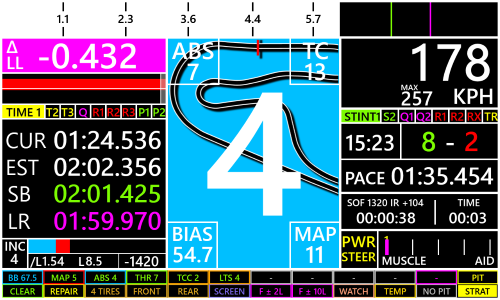 1.1 2.3 3.6 4.4 5.7
Δ LL -0.432
ABS 7
TC 13
178
MAX 257 KPH
TIME 1 T2 T3 Q R1 R2 R3 P1 P2
STINT1 S2 Q1 Q2 R1 R2 RX TR
CUR 01:24.536
EST 02:02.356
SB 02:01.425
LR 01:59.970
4
15:23 8 - 2
PACE 01:35.454
SOF 1320 IR +104 TIME
00:00:38 00:03
BIAS 54.7
MAP 11
INC 4
/L1.54 L8.5 -1420
PWR STEER
1
MUSCLE AID
BB 67.5 MAP 5 ABS 4 THR 7 TCC 2 LTS 4 - - - - PIT
CLEAR REPAIR 4 TIRES FRONT REAR SCREEN F ± 2L F ± 10L HATCH TEMP NO PIT STRAT